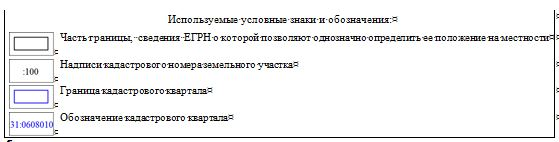 Используемые условные знаки и обозначения:
Часть границы, сведения ЕГРН о которой позволяют однозначно определить ее положение на местности
:100
Надписи кадастрового номера земельного участка
Граница кадастрового квартала
31:0608010
Обозначение кадастрового квартала